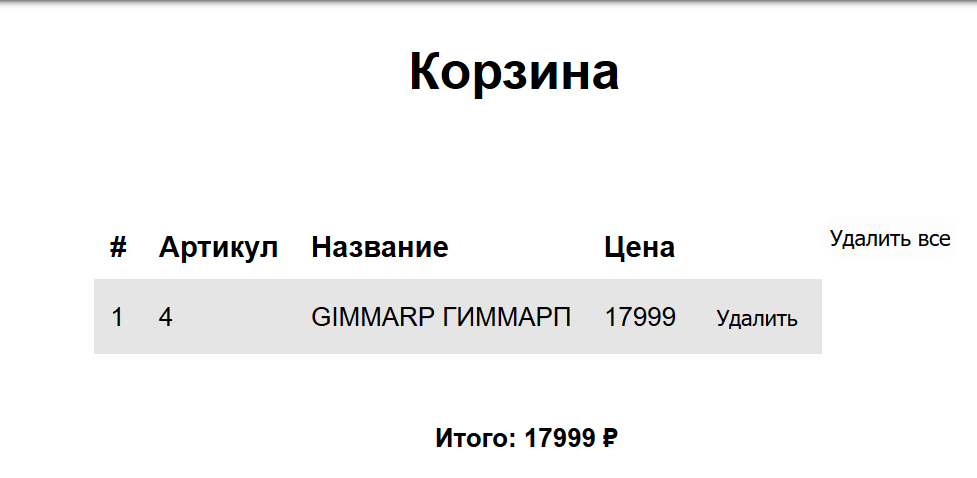 Корзина
# Артикул Название Цена
Удалить все
1 4 GIMMARP ГИММАРП 17999 Удалить
Итого: 17999 ₽